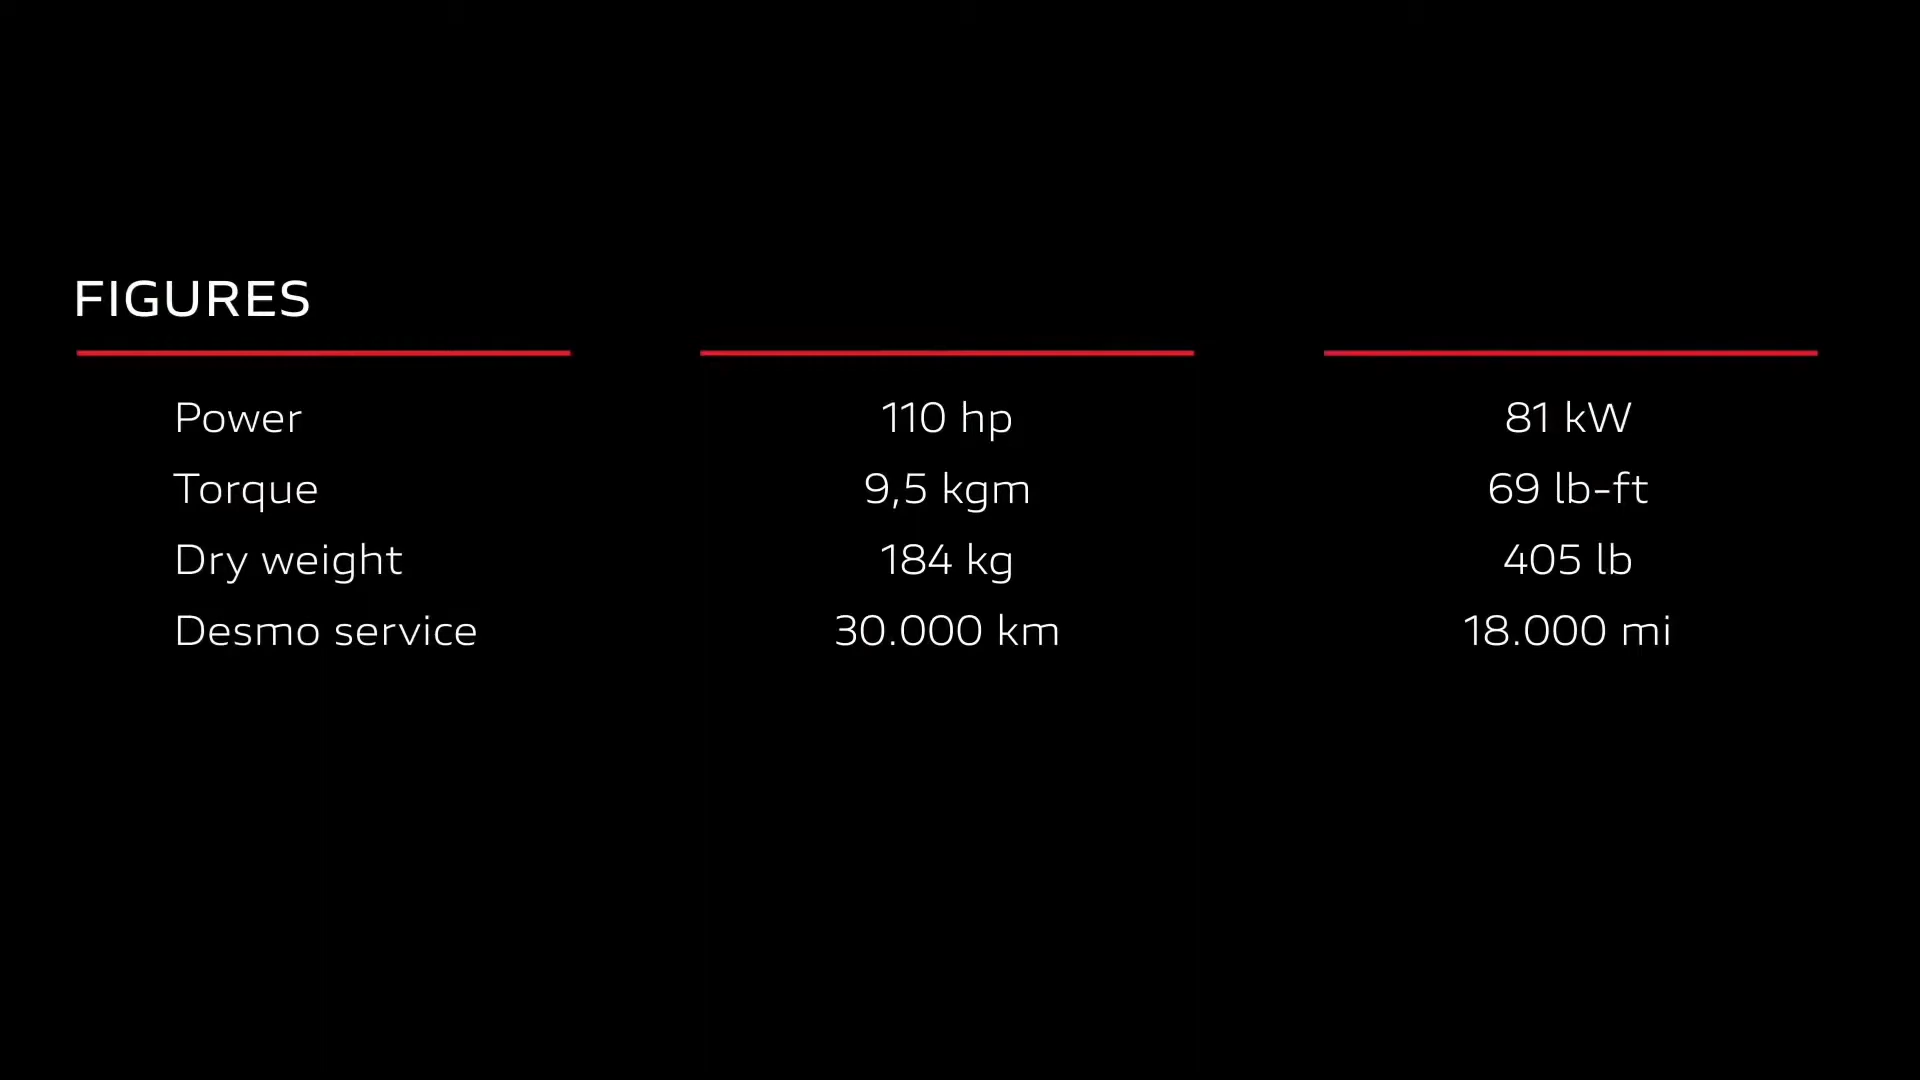 FIGURES
Power 110 hp 81 kW
Torque 9,5 kgm 69 lb-ft
Dry weight 184 kg 405 lb
Desmo service 30.000 km 18.000 mi